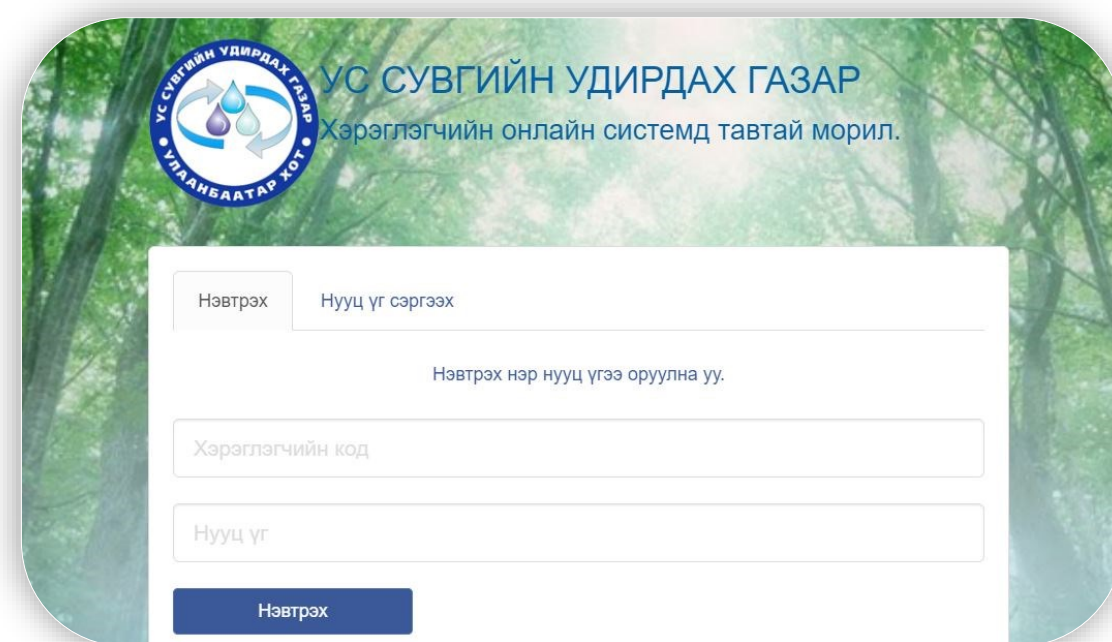 УС СУВГИЙН УДИРДАХ ГАЗАР
• УЛААНБААТАР ХОТ •
УС СУВГИЙН УДИРДАХ ГАЗАР
Хэрэглэгчийн онлайн системд тавтай морил.
Нэвтрэх
Нууц үг сэргээх
Нэвтрэх нэр нууц үгээ оруулна уу.
Хэрэглэгчийн код
Нууц үг
Нэвтрэх